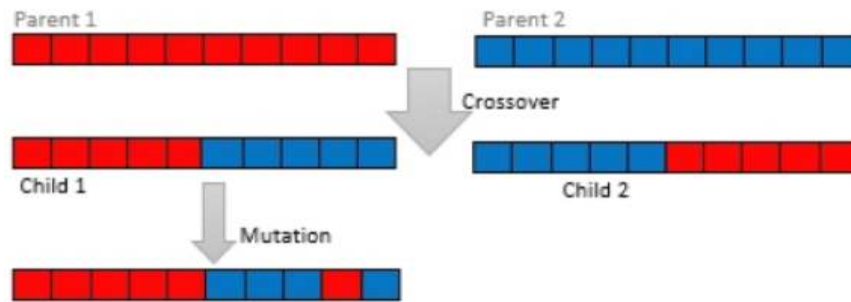 Parent 1
Parent 2
Crossover
Child 1
Child 2
Mutation